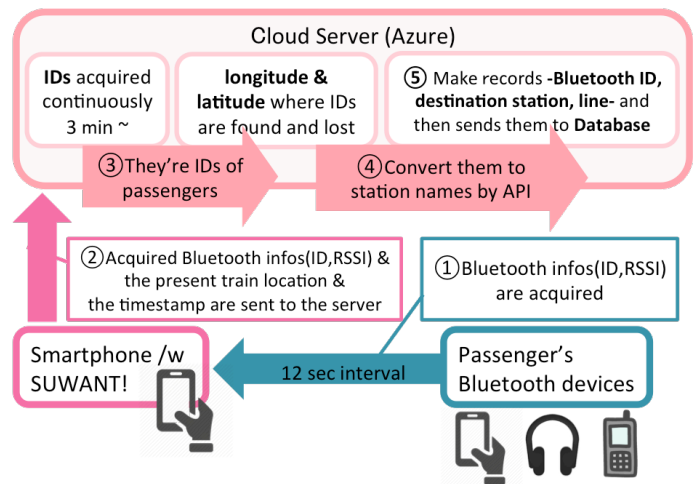 Cloud Server (Azure)
IDs acquired
continuously
3 min ~
longitude &
latitude where IDs
are found and lost
⑤ Make records -Bluetooth ID,
destination station, line- and
then sends them to Database
③They're IDs of
passengers
④Convert them to
station names by API
②Acquired Bluetooth infos(ID,RSSI) &
the present train location &
the timestamp are sent to the server
①Bluetooth infos(ID,RSSI)
are acquired
Smartphone /w
SUWANT!
12 sec interval
Passenger's
Bluetooth devices